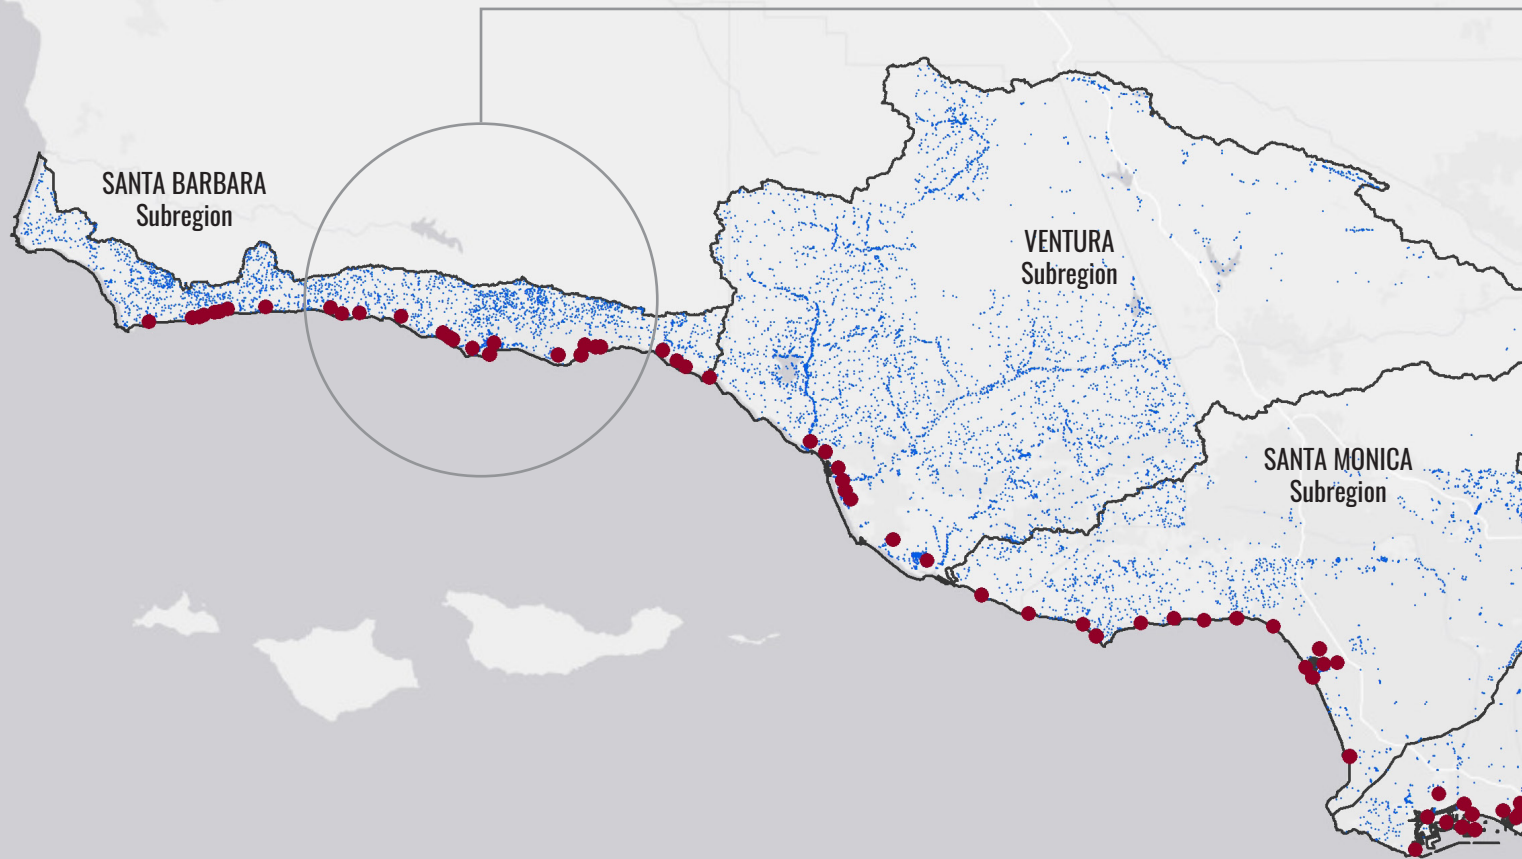 SANTA BARBARA
Subregion
VENTURA
Subregion
SANTA MONICA
Subregion